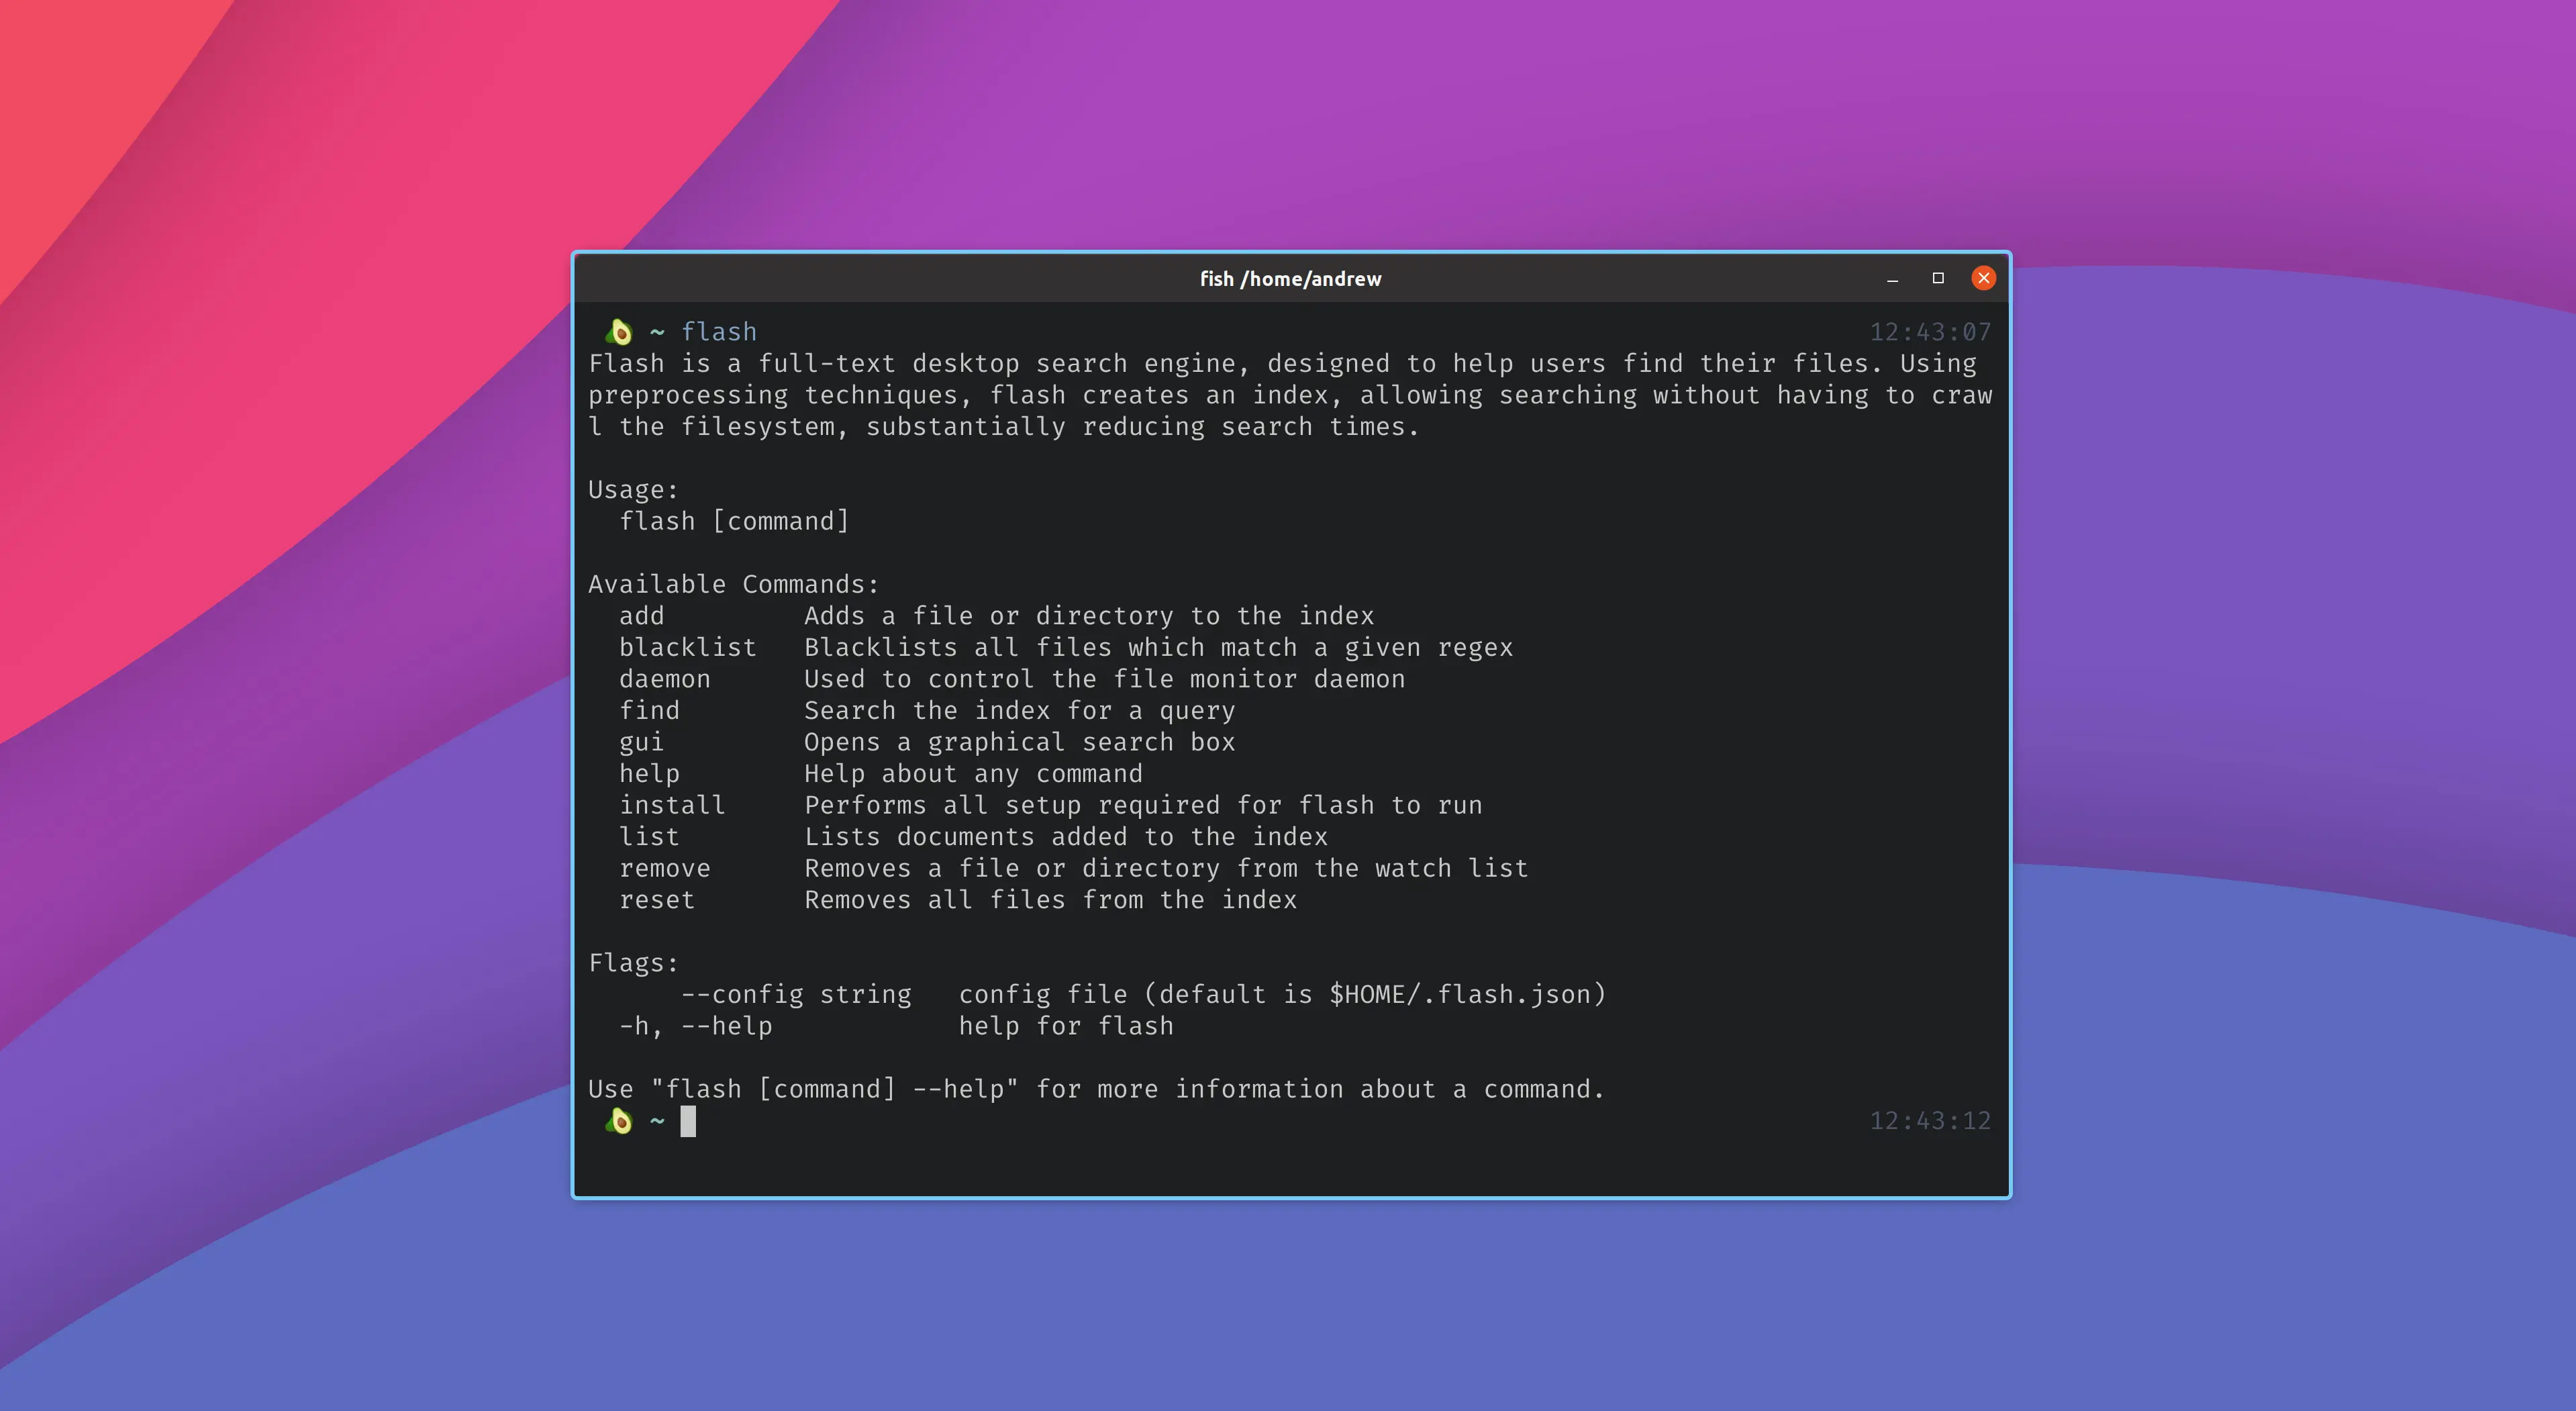 fish /home/andrew
🥑 ~ flash 12:43:07
Flash is a full-text desktop search engine, designed to help users find their files. Using
preprocessing techniques, flash creates an index, allowing searching without having to craw
l the filesystem, substantially reducing search times.
Usage:
  flash [command]
Available Commands:
  add         Adds a file or directory to the index
  blacklist   Blacklists all files which match a given regex
  daemon      Used to control the file monitor daemon
  find        Search the index for a query
  gui         Opens a graphical search box
  help        Help about any command
  install     Performs all setup required for flash to run
  list        Lists documents added to the index
  remove      Removes a file or directory from the watch list
  reset       Removes all files from the index
Flags:
      --config string   config file (default is $HOME/.flash.json)
  -h, --help            help for flash
Use "flash [command] --help" for more information about a command.
🥑 ~ 12:43:12